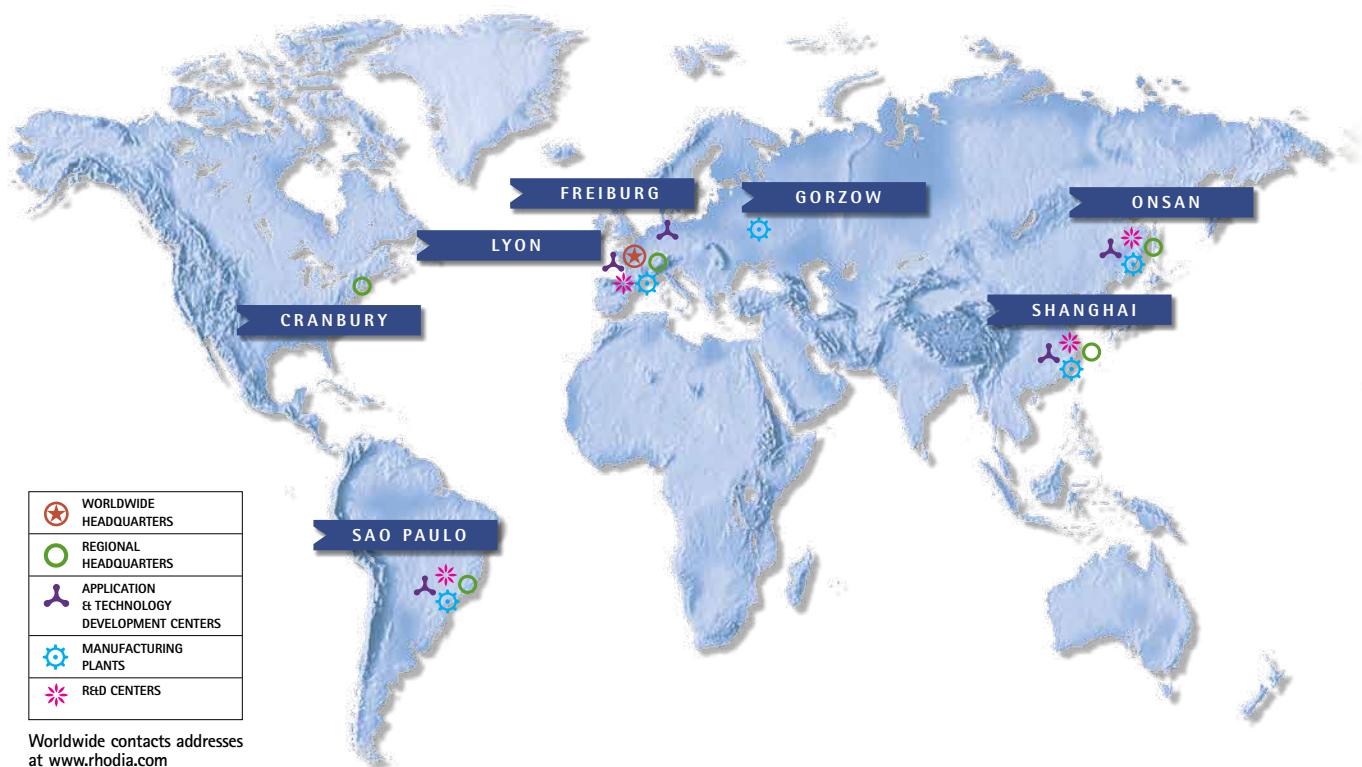 FREIBURG
GORZOW
ONSAN
LYON
SHANGHAI
CRANBURY
SAO PAULO
WORLDWIDE
HEADQUARTERS
REGIONAL
HEADQUARTERS
APPLICATION
& TECHNOLOGY
DEVELOPMENT CENTERS
MANUFACTURING
PLANTS
R&D CENTERS
Worldwide contacts addresses
at www.rhodia.com